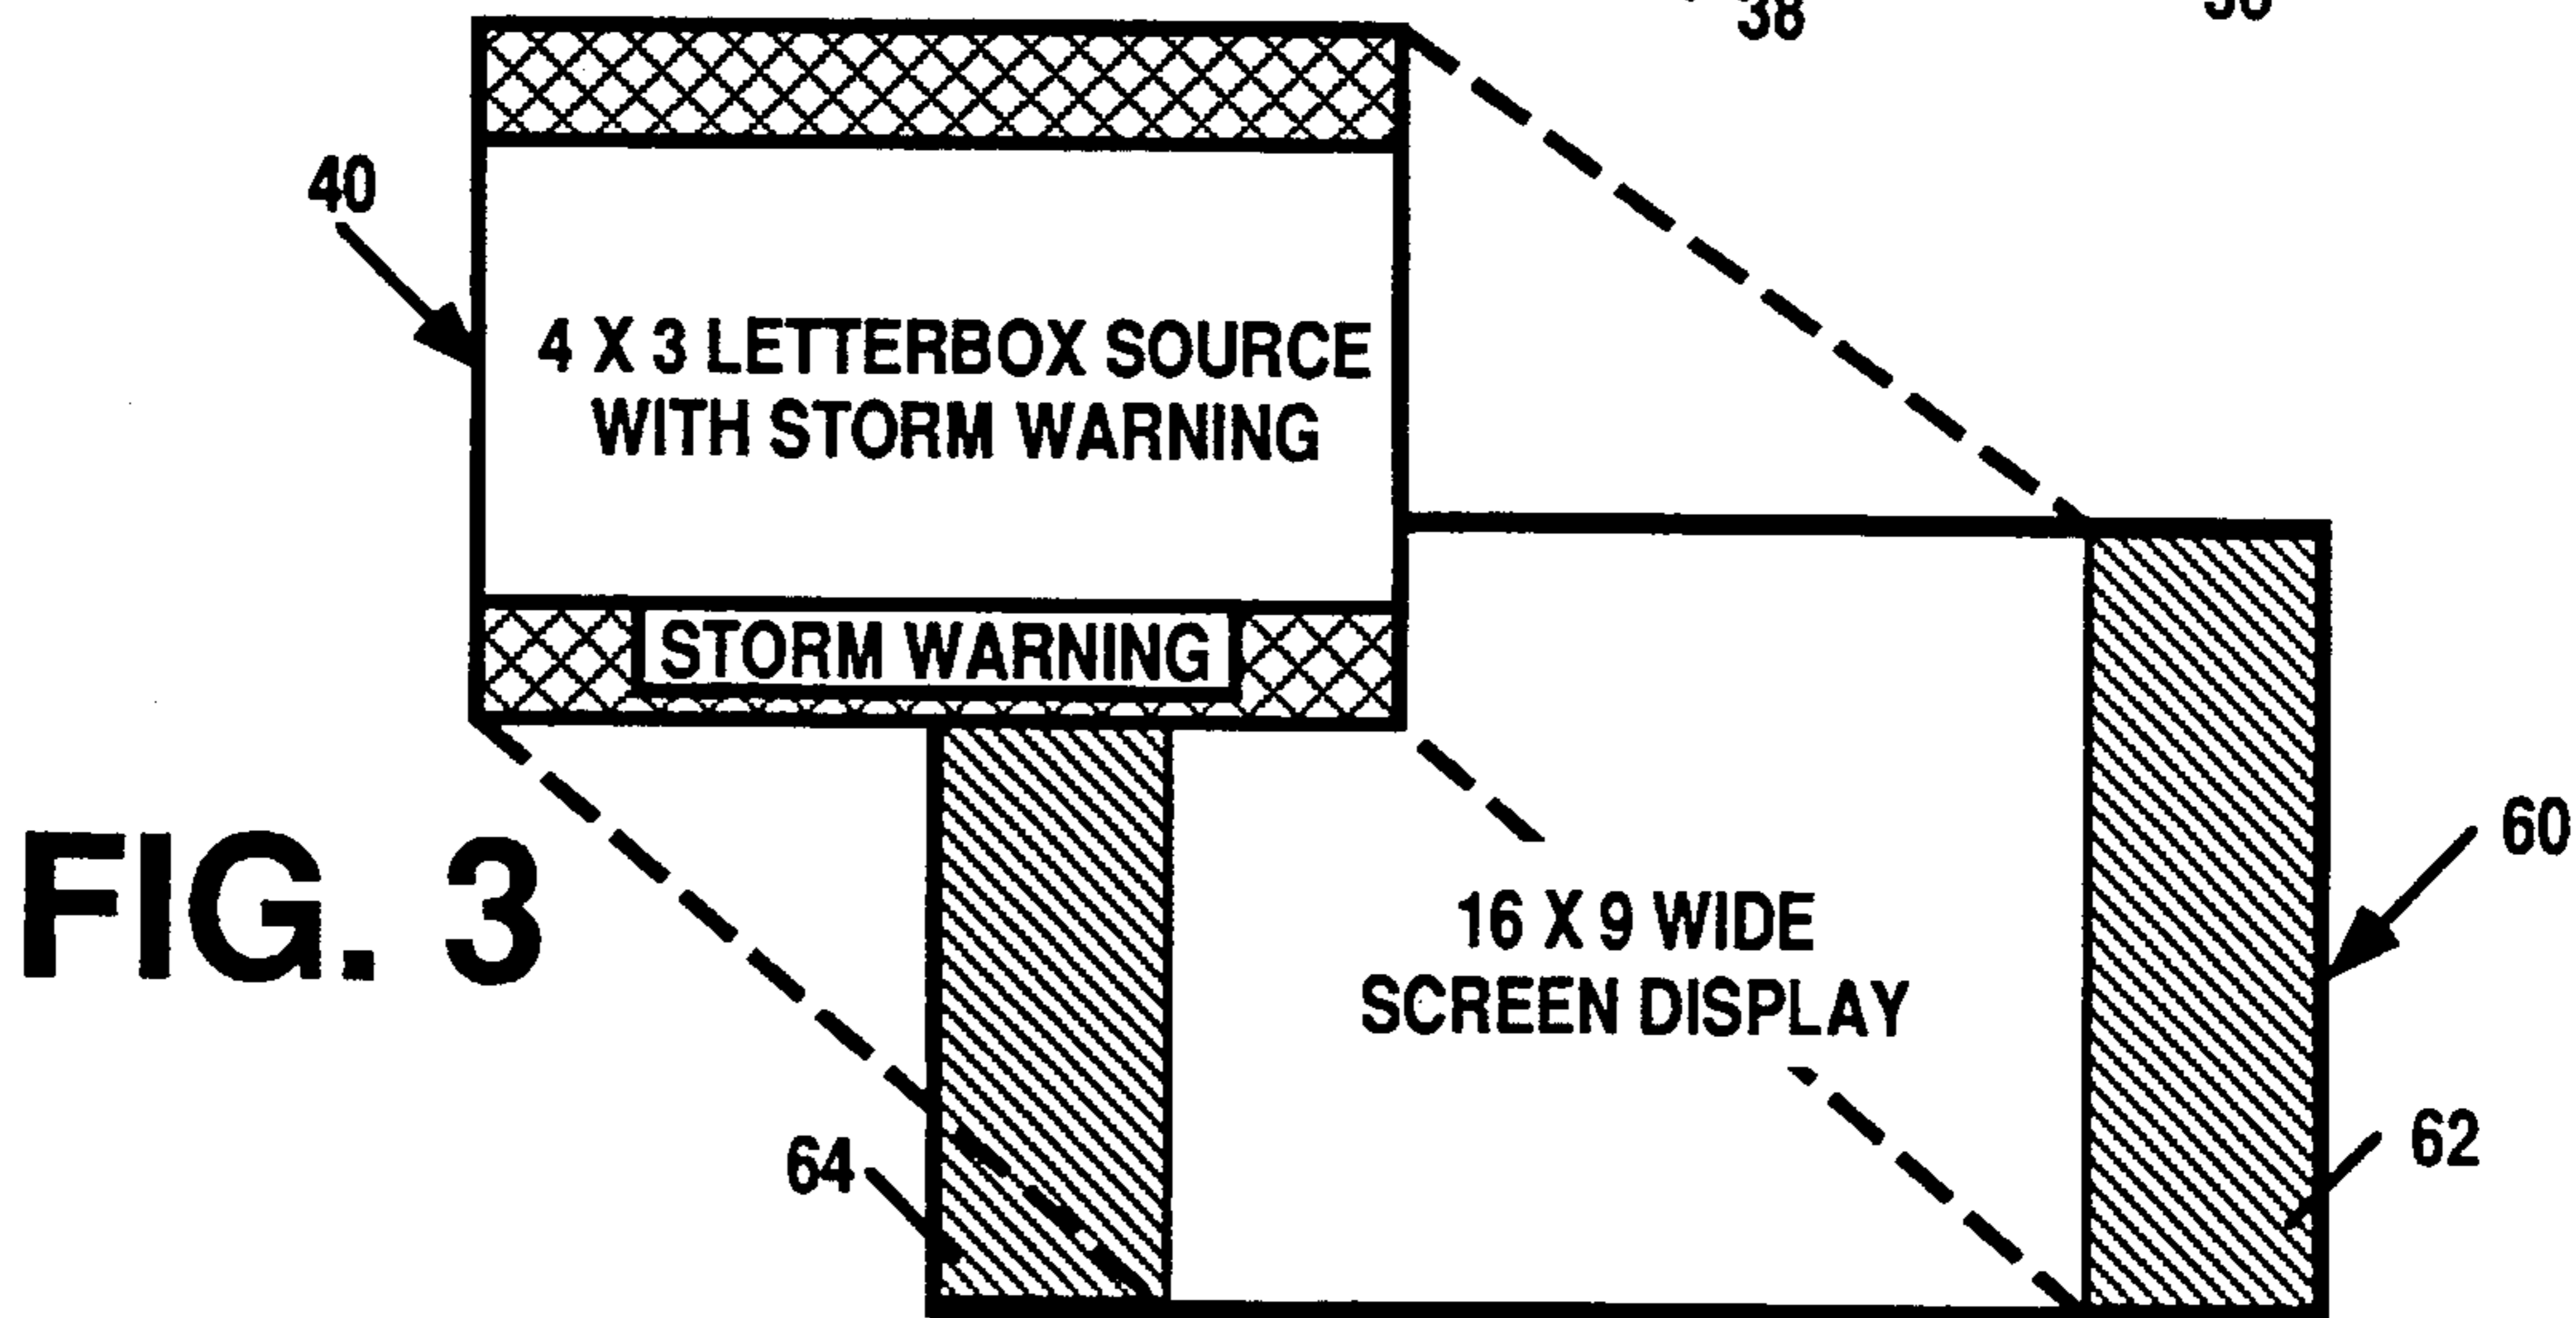 38
40
4 X 3 LETTERBOX SOURCE
WITH STORM WARNING
STORM WARNING
FIG. 3
16 X 9 WIDE
SCREEN DISPLAY
60
64
62